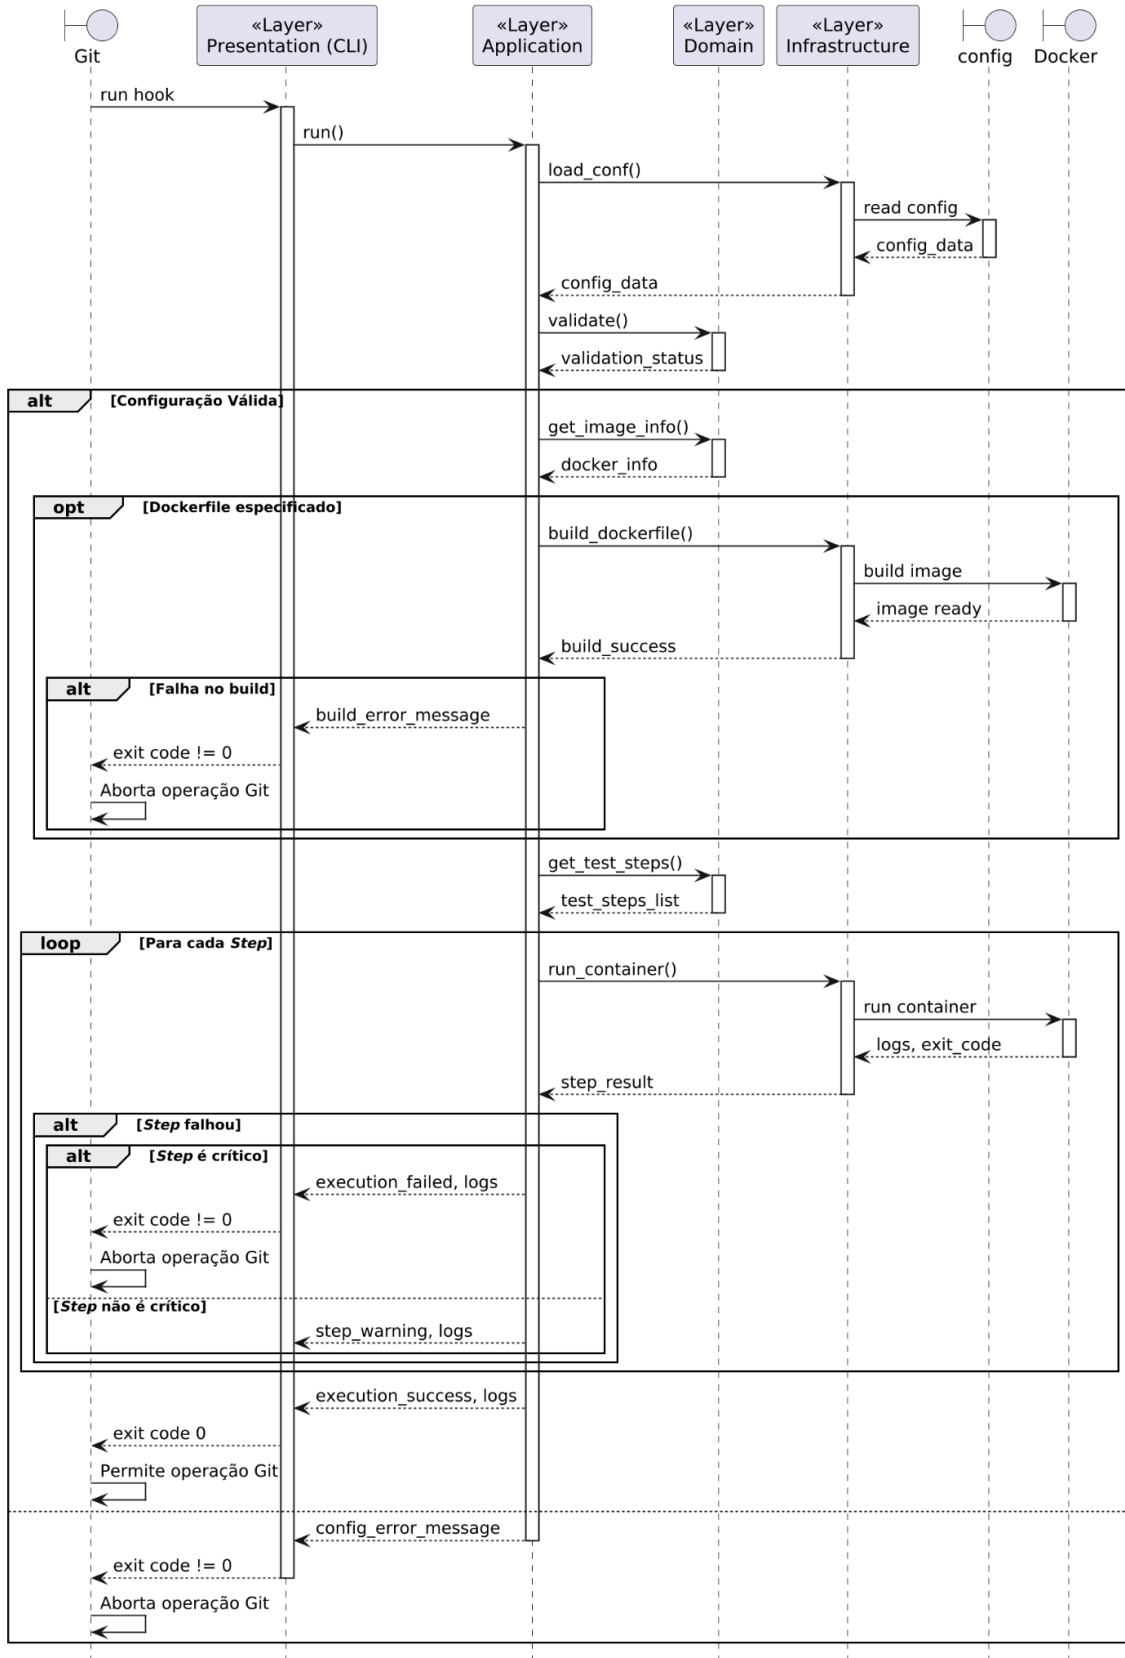 «Layer»
Presentation (CLI)
«Layer»
Application
«Layer»
Domain
«Layer»
Infrastructure
Git
config
Docker
run hook
run()
load_conf()
read config
config_data
config_data
validate()
validation_status
alt
[Configuração Válida]
get_image_info()
docker_info
opt
[Dockerfile especificado]
build_dockerfile()
build image
image ready
build_success
alt
[Falha no build]
build_error_message
exit code != 0
Aborta operação Git
get_test_steps()
test_steps_list
loop
[Para cada Step]
run_container()
run container
logs, exit_code
step_result
alt
[Step falhou]
alt
[Step é crítico]
execution_failed, logs
exit code != 0
Aborta operação Git
[Step não é crítico]
step_warning, logs
execution_success, logs
exit code 0
Permite operação Git
config_error_message
exit code != 0
Aborta operação Git